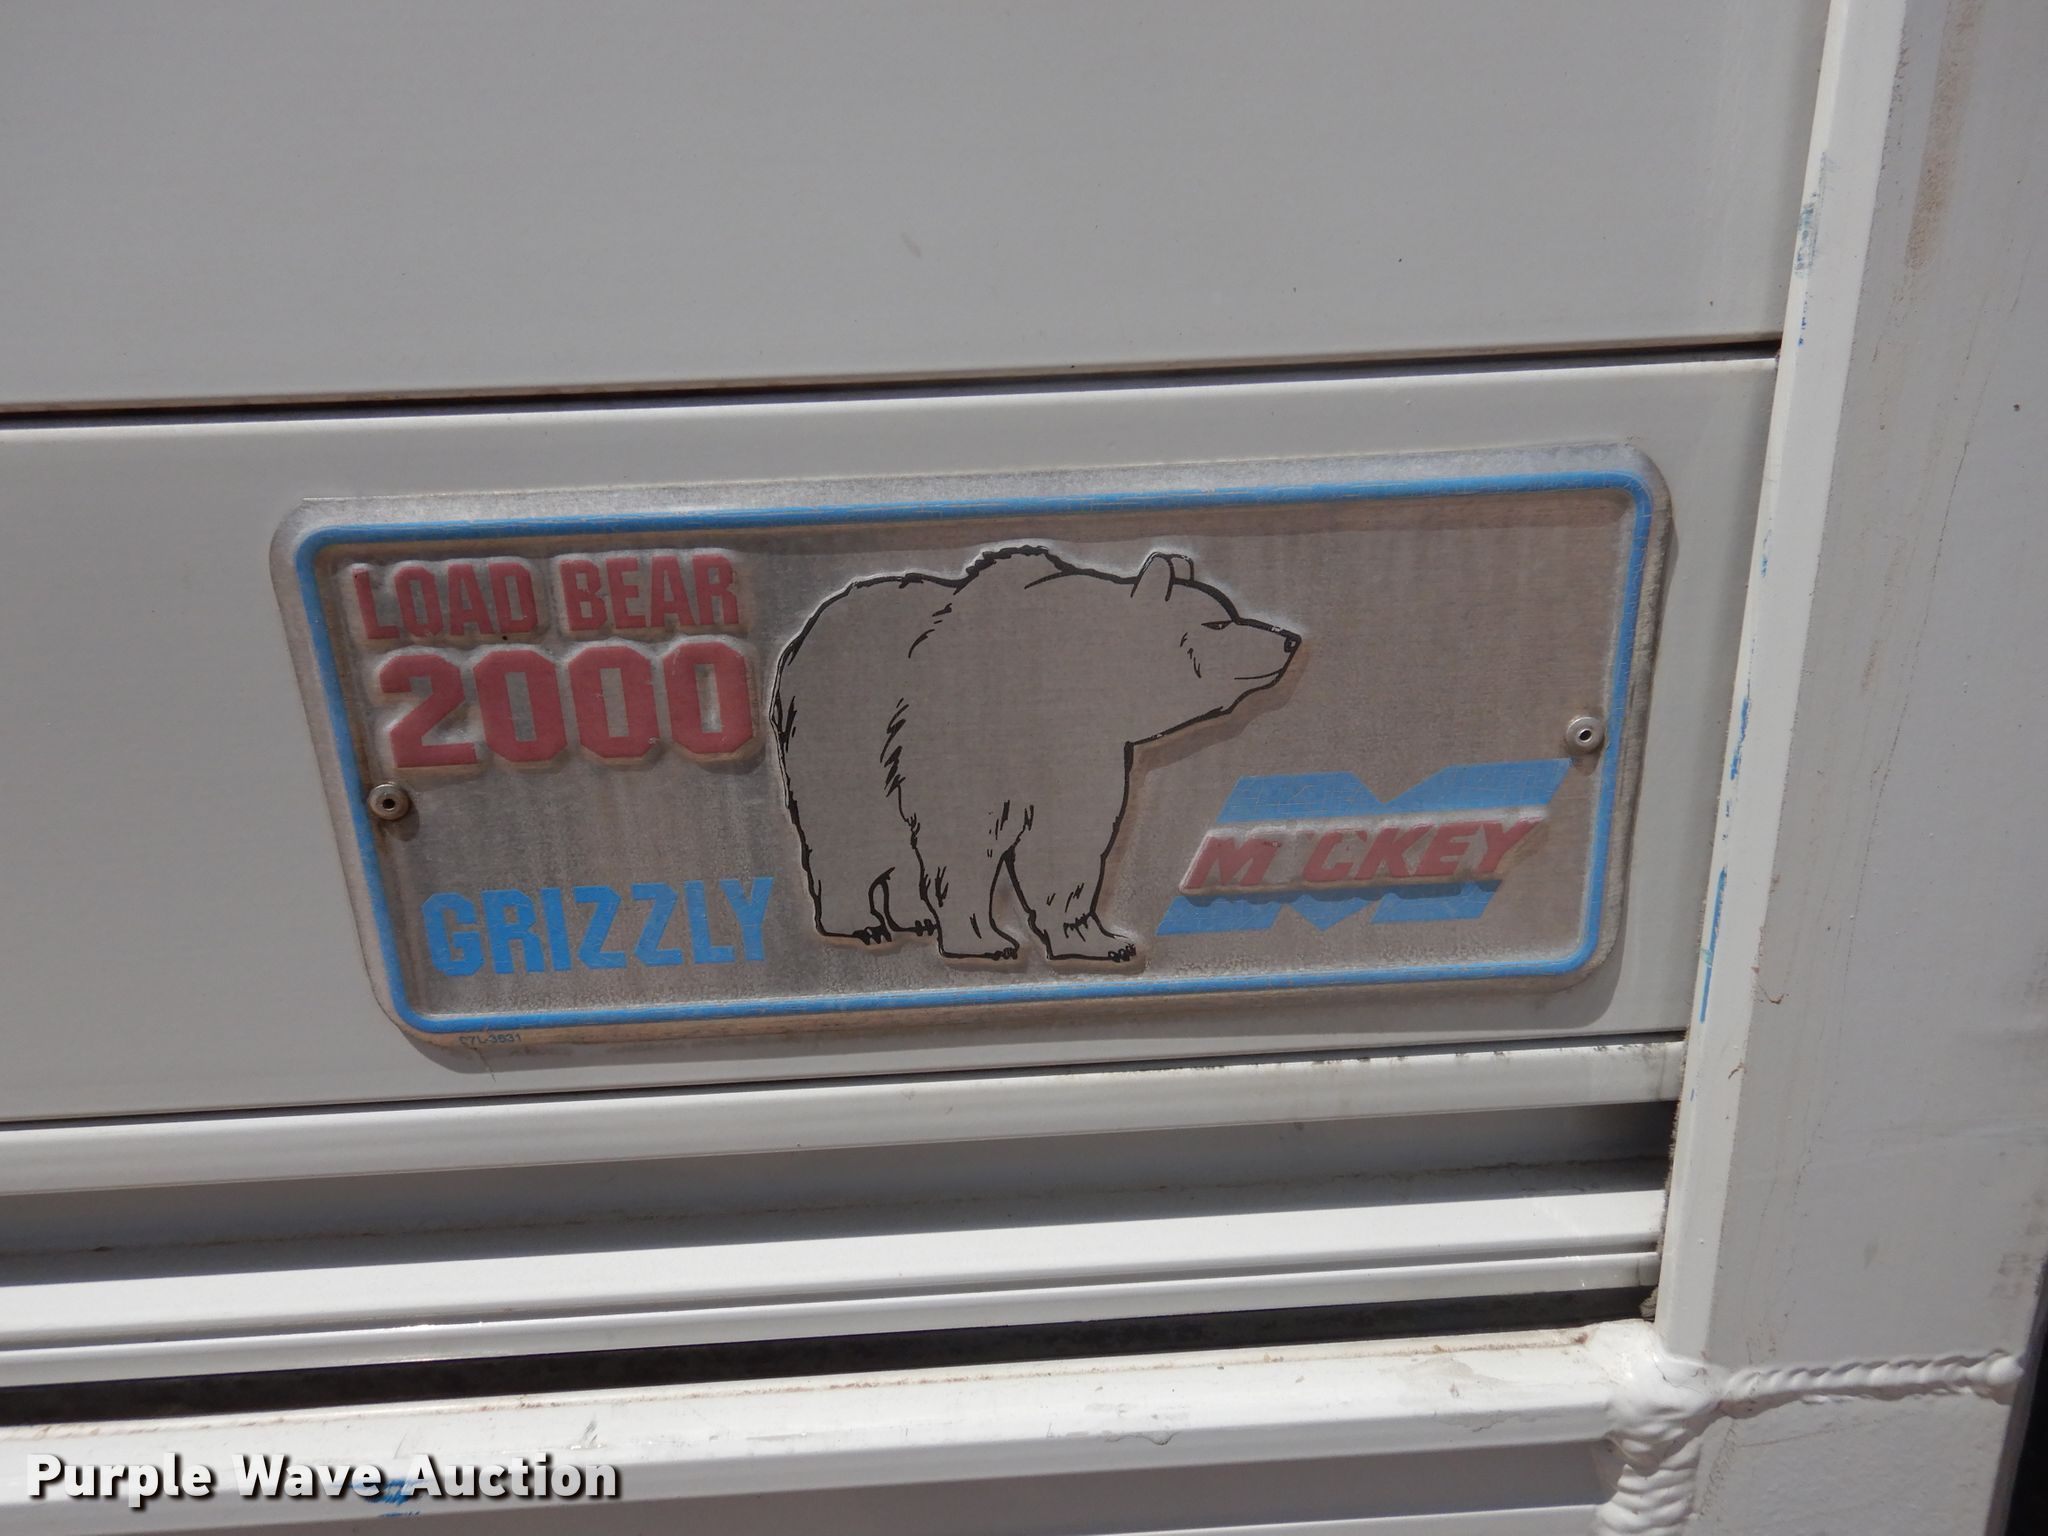 LOAD BEAR
2000
GRIZZLY
MICKEY
Purple Wave Auction